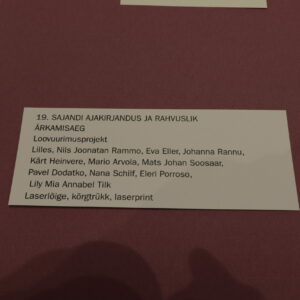 19. SAJANDI AJAKIRJANDUS JA RAHVUSLIK
ÄRKAMISAEG
Loovuurimusprojekt
Lilles, Nils Joonatan Rammo, Eva Eller, Johanna Rannu,
Kärt Heinvere, Mario Arvola, Mats Johan Soosaar,
Pavel Dodatko, Nana Schilf, Eleri Porroso,
Lily Mia Annabel Tilk
Laserlõige, kõrgtrükk, laserprint